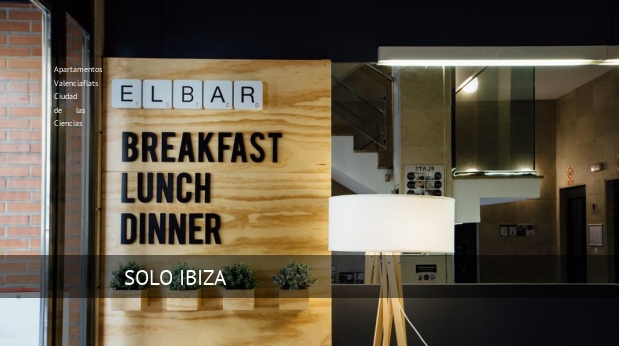 Apartamentos
Valenciaflats
Ciudad
de las
Ciencias
ELBAR
BREAKFAST
LUNCH
DINNER
SOLO IBIZA